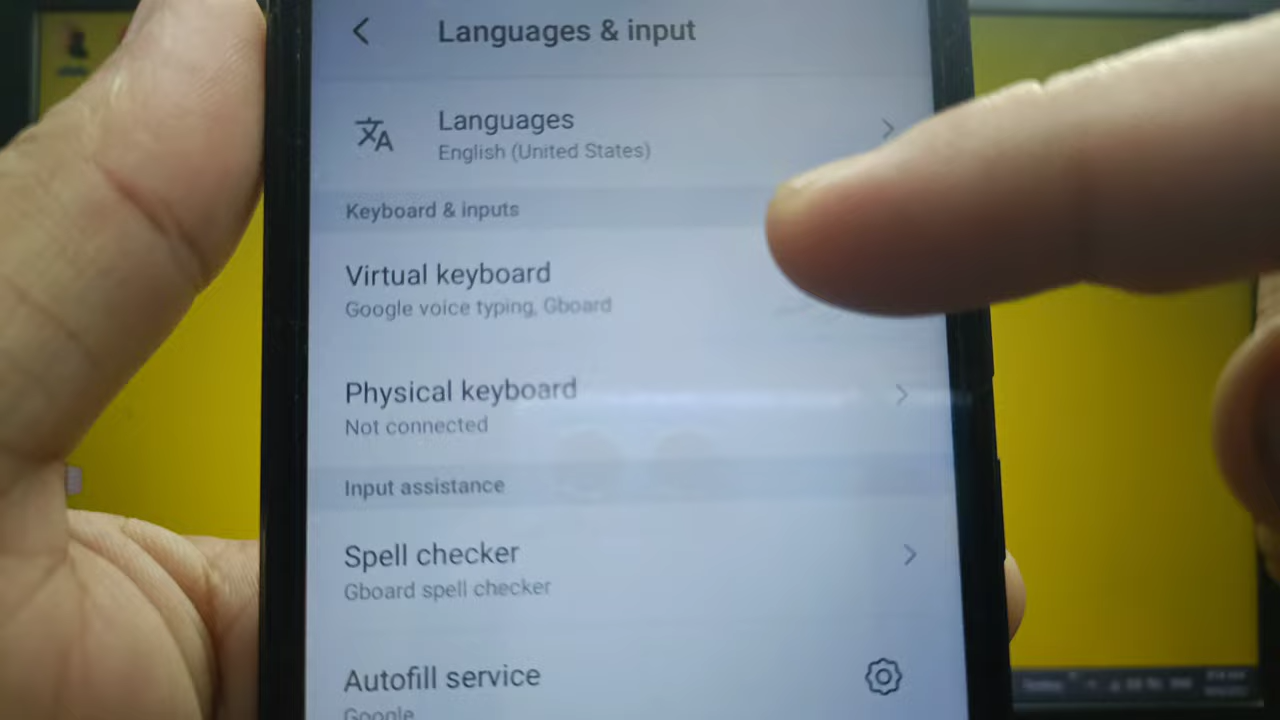 Languages & input
Languages
English (United States)
Keyboard & inputs
Virtual keyboard
Google voice typing, Gboard
Physical keyboard
Not connected
Input assistance
Spell checker
Gboard spell checker
Autofill service
Google